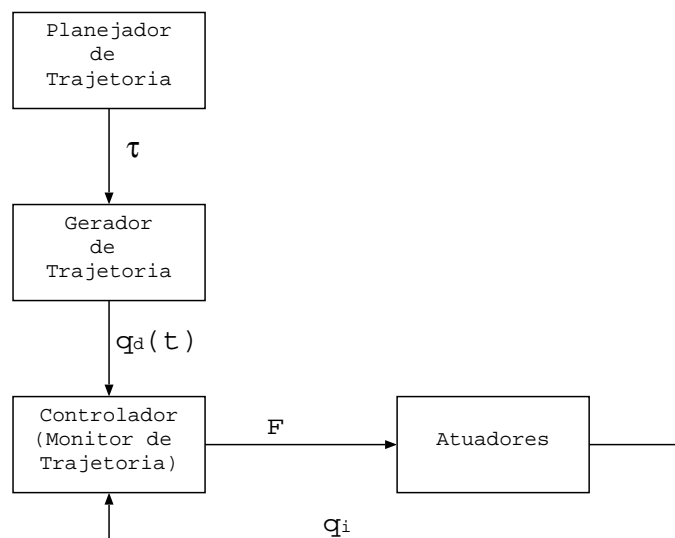 Planejador
de
Trajetoria
τ
Gerador
de
Trajetoria
qd(t)
Controlador
(Monitor de
Trajetoria)
F
Atuadores
qi